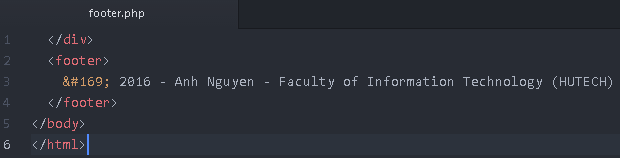 footer.php
1 </div>
2 <footer>
3 &#169; 2016 - Anh Nguyen - Faculty of Information Technology (HUTECH)
4 </footer>
5 </body>
6 </html>